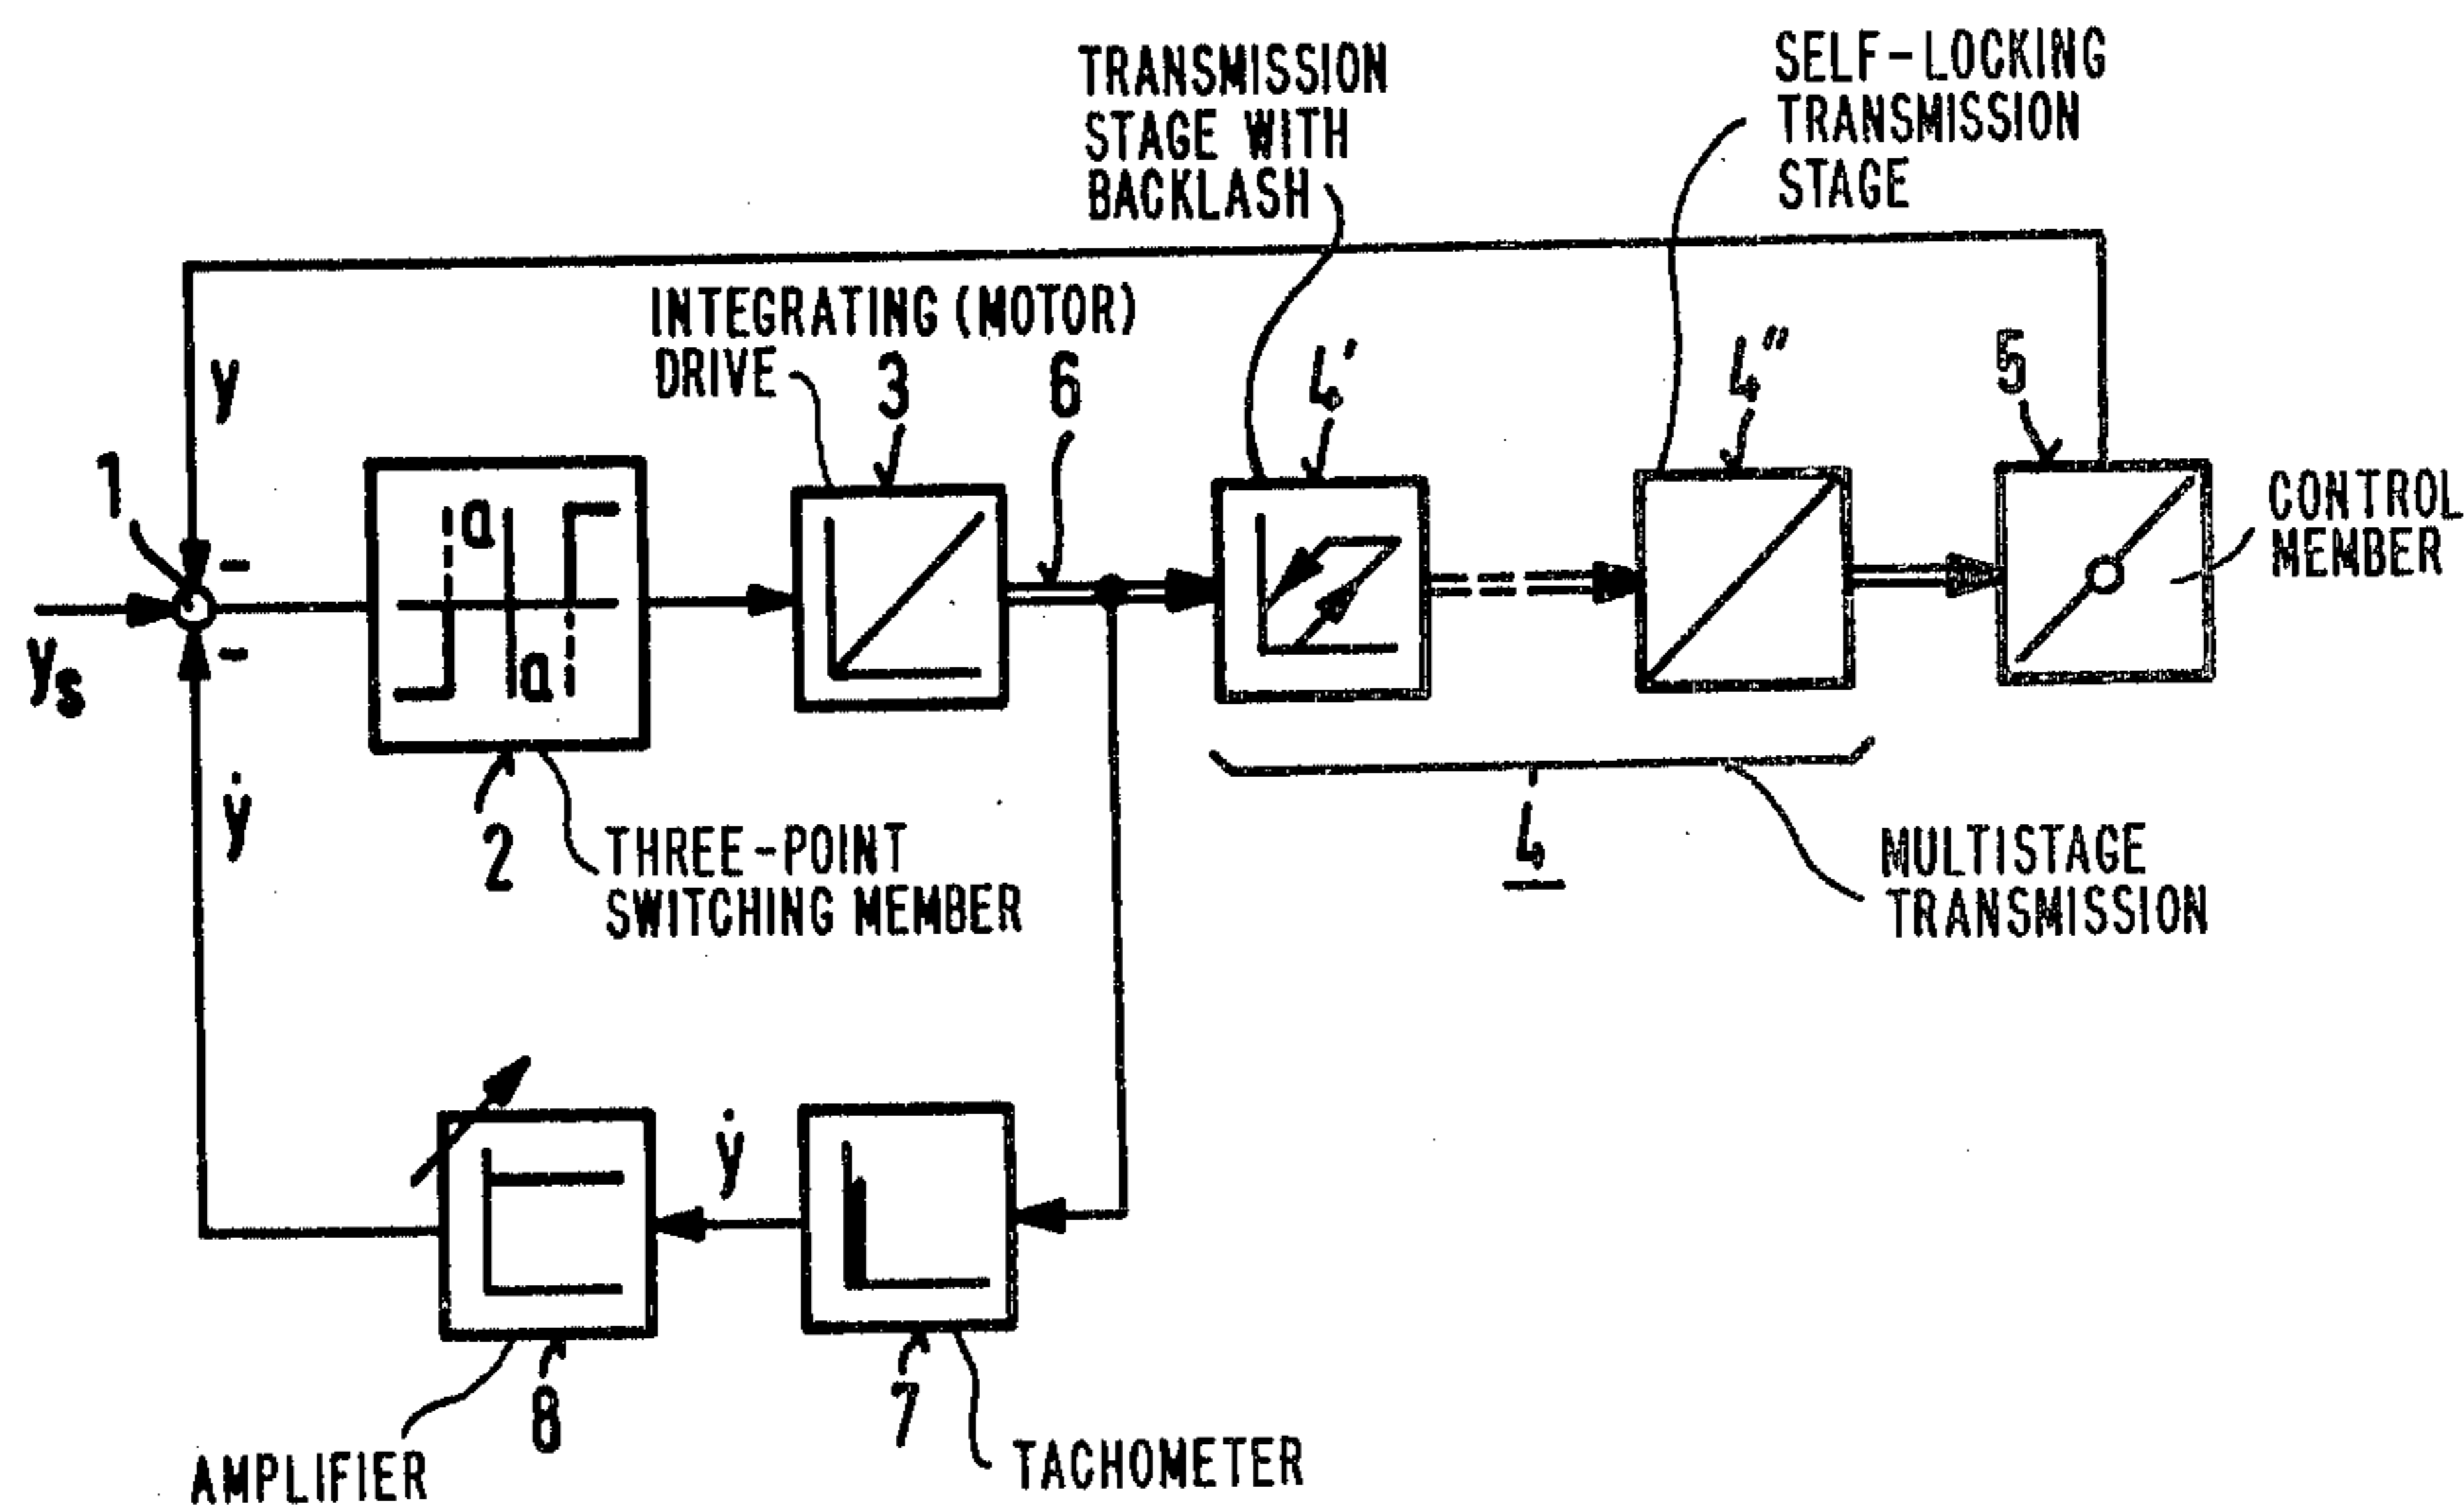 TRANSMISSION
STAGE WITH
BACKLASH
SELF-LOCKING
TRANSMISSION
STAGE
INTEGRATING (MOTOR)
DRIVE
3
6
4'
4"
5
y
1
a
a
-
-
ys
ẏ
CONTROL
MEMBER
2
THREE-POINT
SWITCHING MEMBER
4
MULTISTAGE
TRANSMISSION
ẏ
8
7
AMPLIFIER
TACHOMETER